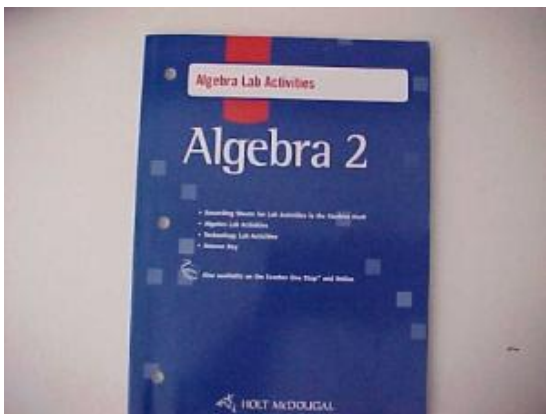 Algebra Lab Activities
Algebra 2
• Recording Sheets for Lab Activities in the Student Book
• Algebra Lab Activities
• Technology Lab Activities
• Answer Key
Also available on the Teacher One Stop™ and Online
HOLT McDOUGAL